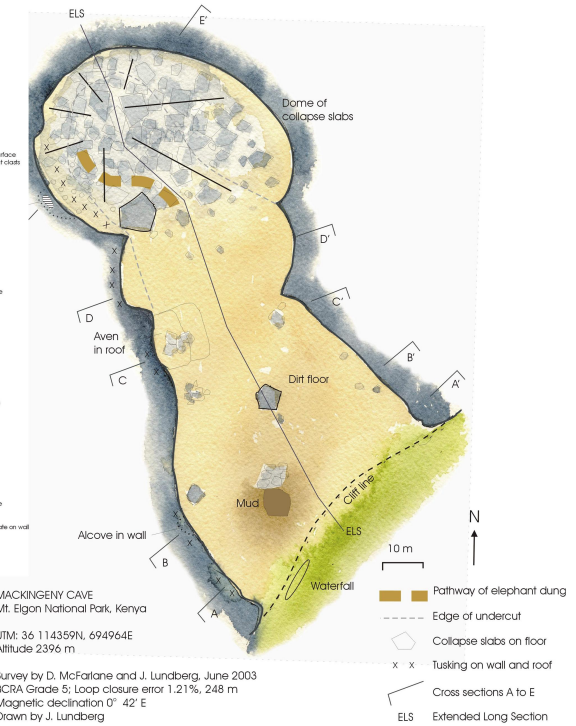 ELS
E'
Dome of
collapse slabs
D'
C'
D
Aven
in roof
B'
C
A'
Dirt floor
Mud
Cliff line
ELS
Alcove in wall
B
Waterfall
A
N
10 m
Pathway of elephant dung
Edge of undercut
Collapse slabs on floor
X X Tusking on wall and roof
Cross sections A to E
ELS Extended Long Section
MACKINGENY CAVE
Mt. Elgon National Park, Kenya
UTM: 36 114359N, 694964E
Altitude 2396 m
Survey by D. McFarlane and J. Lundberg, June 2003
BCRA Grade 5; Loop closure error 1.21%, 248 m
Magnetic declination 0° 42' E
Drawn by J. Lundberg